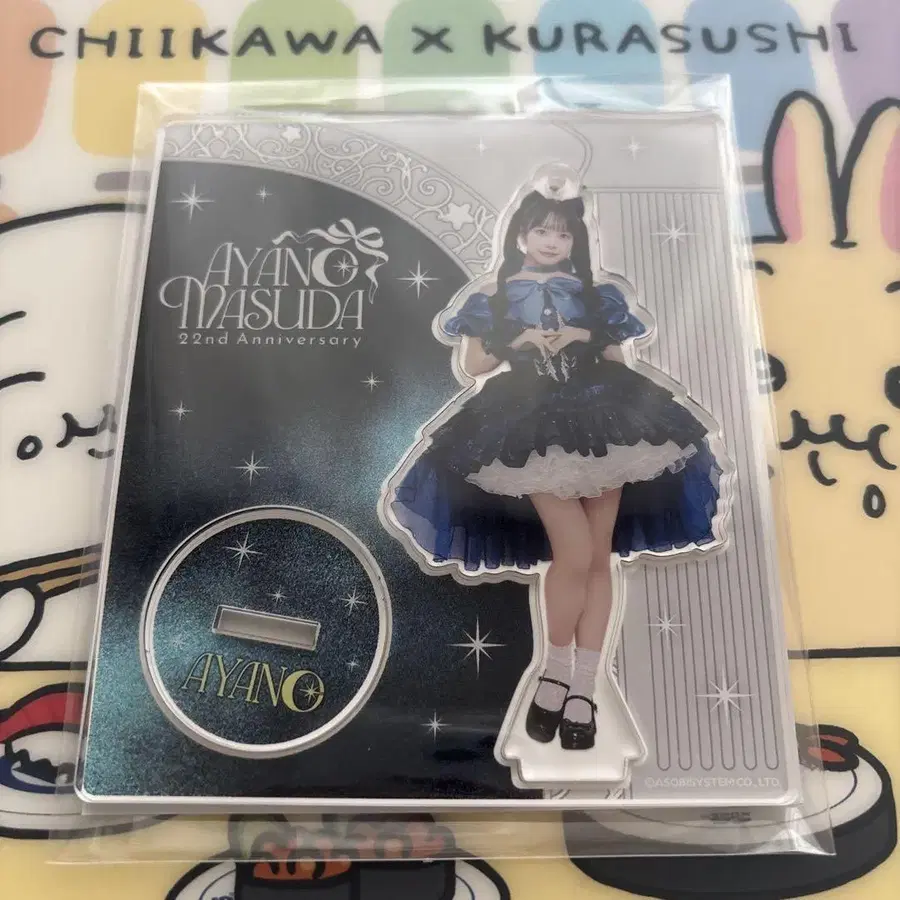 CHIIKAWA X KURASUSHI
AYANO
MASUDA
22nd Anniversary
AYANO
©ASOBISYSTEM CO., LTD.